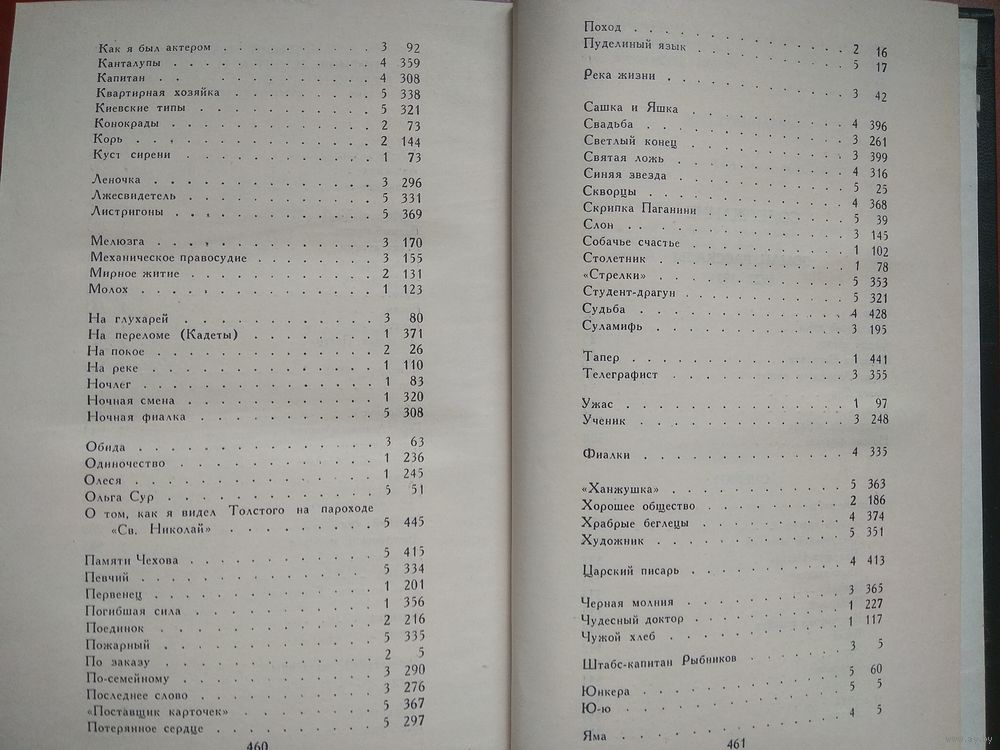 Как я был актером . . . . . . . . . . 3 92
Канталупы . . . . . . . . . . 4 359
Капитан . . . . . . . . . . 4 308
Квартирная хозяйка . . . . . . . . . . 5 338
Киевские типы . . . . . . . . . . 5 321
Конокрады . . . . . . . . . . 2 73
Корь . . . . . . . . . . 2 144
Куст сирени . . . . . . . . . . 1 73
Леночка . . . . . . . . . . 3 296
Лжесвидетель . . . . . . . . . . 5 331
Листригоны . . . . . . . . . . 5 369
Мелюзга . . . . . . . . . . 3 170
Механическое правосудие . . . . . . . . 3 155
Мирное житие . . . . . . . . . . 2 131
Молох . . . . . . . . . . 1 123
На глухарей . . . . . . . . . . 3 80
На переломе (Кадеты) . . . . . . . . 1 371
На покое . . . . . . . . . . 2 26
На реке . . . . . . . . . . 1 110
Ночлег . . . . . . . . . . 1 83
Ночная смена . . . . . . . . . . 1 320
Ночная фиалка . . . . . . . . . . 5 308
Обида . . . . . . . . . . 3 63
Одиночество . . . . . . . . . . 1 236
Олеся . . . . . . . . . . 1 245
Ольга Сур . . . . . . . . . . 5 51
О том, как я видел Толстого на пароходе
«Св. Николай» . . . . . . . . . . 5 445
Памяти Чехова . . . . . . . . . . 5 415
Певчий . . . . . . . . . . 5 334
Первенец . . . . . . . . . . 1 201
Погибшая сила . . . . . . . . . . 1 356
Поединок . . . . . . . . . . 2 216
Пожарный . . . . . . . . . . 5 335
По заказу . . . . . . . . . . 2 5
По-семейному . . . . . . . . . . 3 290
Последнее слово . . . . . . . . . . 3 276
«Поставщик карточек» . . . . . . . . 5 367
Потерянное сердце . . . . . . . . . . 5 297
460
Поход . . . . . . . . . . 2 16
Пуделиный язык . . . . . . . . . . 5 17
Река жизни . . . . . . . . . . 3 42
Сашка и Яшка . . . . . . . . . . 4 396
Свадьба . . . . . . . . . . 3 261
Светлый конец . . . . . . . . . . 3 399
Святая ложь . . . . . . . . . . 4 316
Синяя звезда . . . . . . . . . . 5 25
Скворцы . . . . . . . . . . 4 368
Скрипка Паганини . . . . . . . . 5 39
Слон . . . . . . . . . . 3 145
Собачье счастье . . . . . . . . . . 1 102
Столетник . . . . . . . . . . 1 78
«Стрелки» . . . . . . . . . . 5 353
Студент-драгун . . . . . . . . . . 5 321
Судьба . . . . . . . . . . 4 428
Суламифь . . . . . . . . . . 3 195
Тапер . . . . . . . . . . 1 441
Телеграфист . . . . . . . . . . 3 355
Ужас . . . . . . . . . . 1 97
Ученик . . . . . . . . . . 3 248
Фиалки . . . . . . . . . . 4 335
«Ханжушка» . . . . . . . . . . 5 363
Хорошее общество . . . . . . . . 2 186
Храбрые беглецы . . . . . . . . 4 374
Художник . . . . . . . . . . 5 351
Царский писарь . . . . . . . . 4 413
Черная молния . . . . . . . . . . 3 365
Чудесный доктор . . . . . . . . 1 227
Чужой хлеб . . . . . . . . . . 1 117
Штабс-капитан Рыбников . . . . . . 3 5
Юнкера . . . . . . . . . . 5 60
Ю-ю . . . . . . . . . . 5 5
Яма . . . . . . . . . . 4 5
461